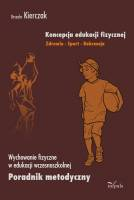 Urszula Kierczak
Koncepcja edukacji fizycznej
Zdrowie - Sport - Rekreacja
Wychowanie fizyczne
w edukacji wczesnoszkolnej
Poradnik metodyczny
impuls